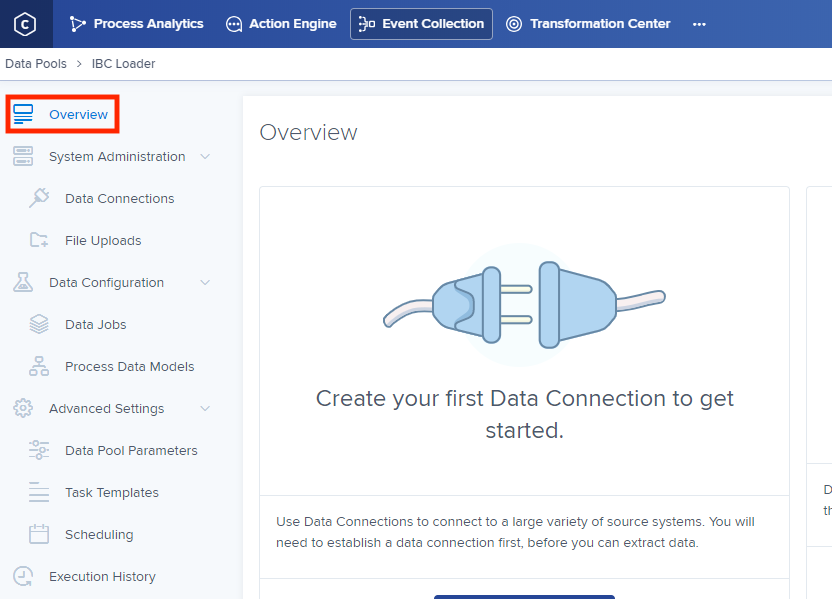 C Process Analytics Action Engine Event Collection Transformation Center ...
Data Pools > IBC Loader
Overview
System Administration
Data Connections
File Uploads
Data Configuration
Data Jobs
Process Data Models
Advanced Settings
Data Pool Parameters
Task Templates
Scheduling
Execution History
Overview
Create your first Data Connection to get
started.
Use Data Connections to connect to a large variety of source systems. You will
need to establish a data connection first, before you can extract data.